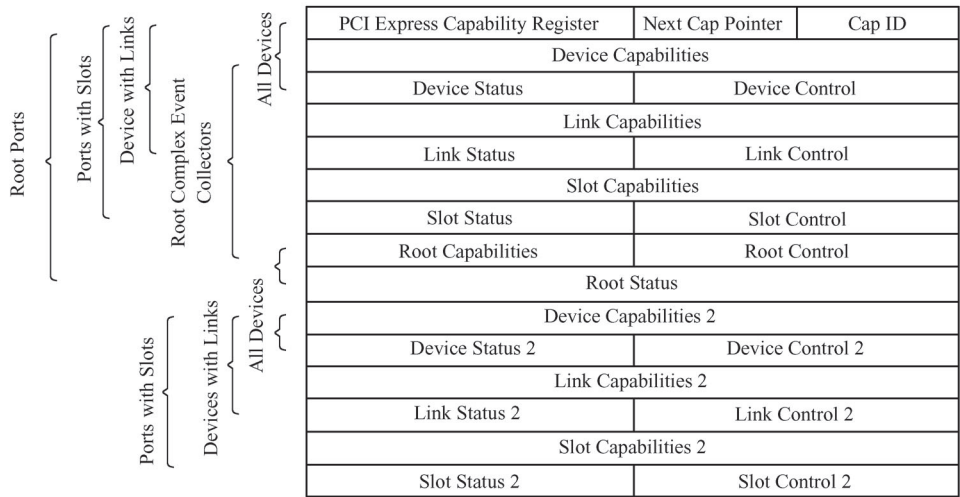 PCI Express Capability Register Next Cap Pointer Cap ID
Device Capabilities
Device Status Device Control
Link Capabilities
Link Status Link Control
Slot Capabilities
Slot Status Slot Control
Root Capabilities Root Control
Root Status
Device Capabilities 2
Device Status 2 Device Control 2
Link Capabilities 2
Link Status 2 Link Control 2
Slot Capabilities 2
Slot Status 2 Slot Control 2
Root Ports
Ports with Slots
Device with Links
Root Complex Event
Collectors
All Devices
Ports with Slots
Devices with Links
All Devices